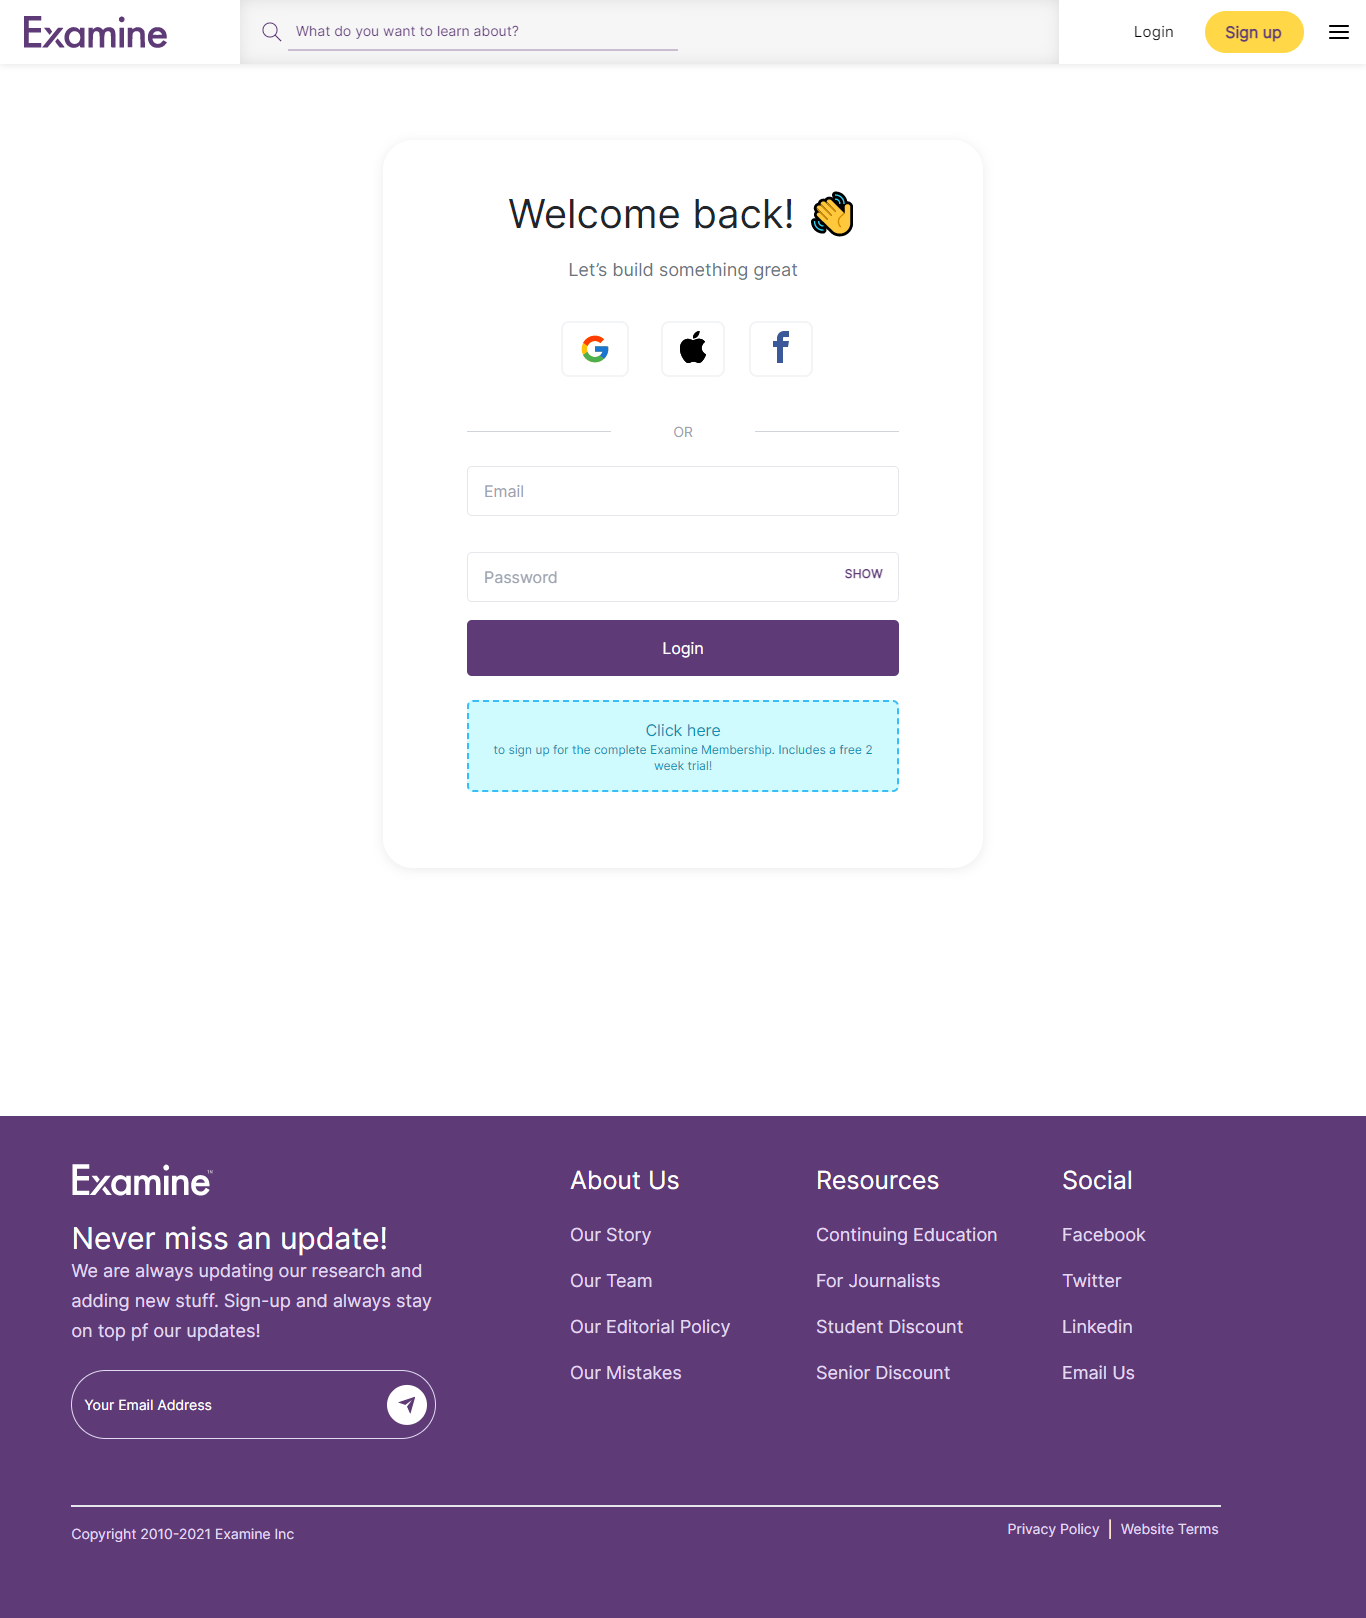 Examine
What do you want to learn about?
Login
Sign up
Welcome back!
Let’s build something great
OR
Email
Password
SHOW
Login
Click here
to sign up for the complete Examine Membership. Includes a free 2
week trial!
Examine™
Never miss an update!
We are always updating our research and
adding new stuff. Sign-up and always stay
on top pf our updates!
Your Email Address
About Us
Our Story
Our Team
Our Editorial Policy
Our Mistakes
Resources
Continuing Education
For Journalists
Student Discount
Senior Discount
Social
Facebook
Twitter
Linkedin
Email Us
Copyright 2010-2021 Examine Inc
Privacy Policy | Website Terms